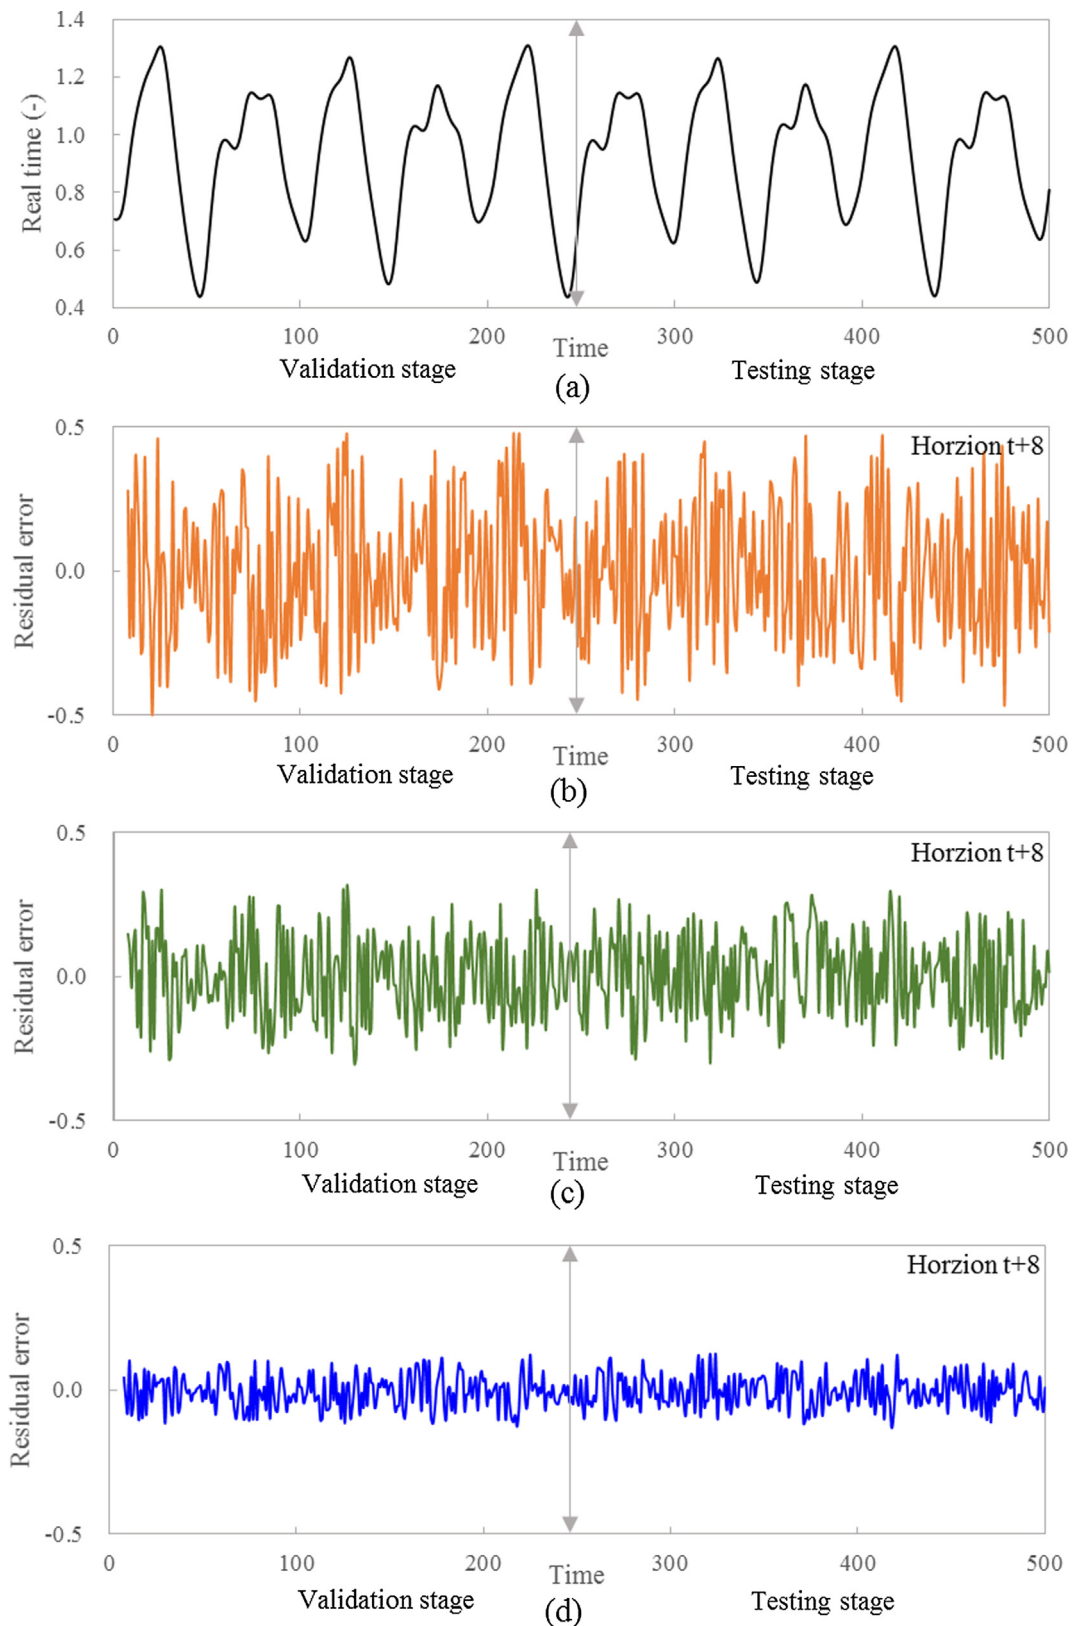 1.4
1.2
1.0
0.8
0.6
0.4
Real time (-)
0 100 200 300 400 500
Time
Validation stage Testing stage
(a)
0.5
Horzion t+8
0.0
-0.5
Residual error
0 100 200 300 400 500
Time
Validation stage Testing stage
(b)
0.5
Horzion t+8
0.0
-0.5
Residual error
0 100 200 300 400 500
Time
Validation stage Testing stage
(c)
0.5
Horzion t+8
0.0
-0.5
Residual error
0 100 200 300 400 500
Time
Validation stage Testing stage
(d)